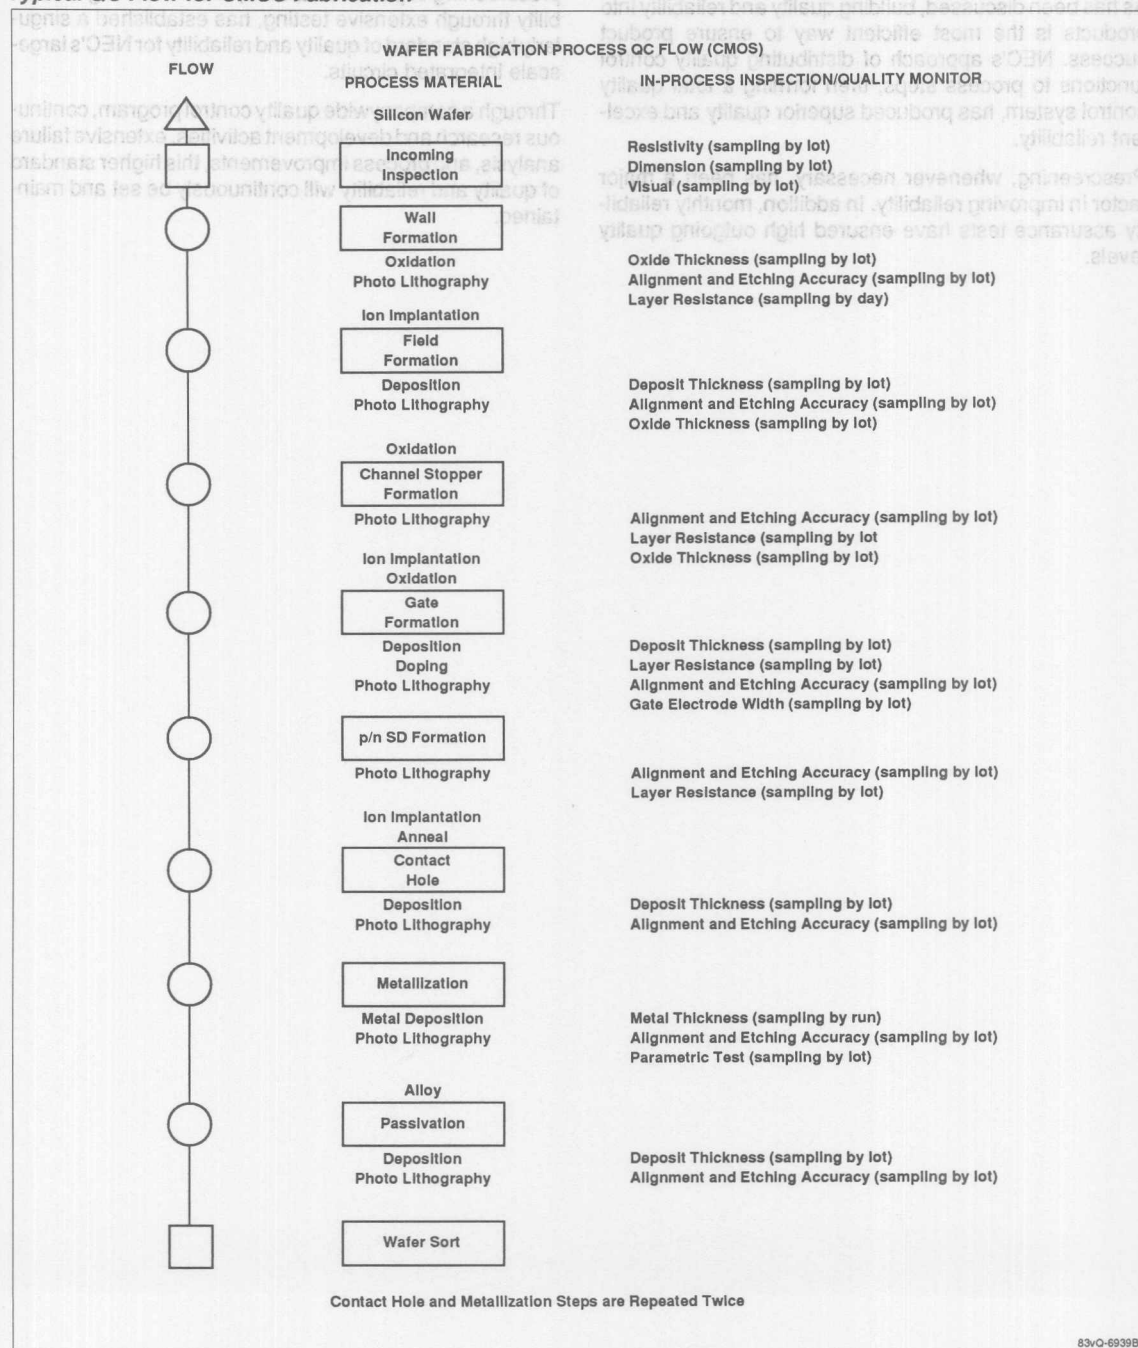 Typical QC Flow for CMOS Fabrication
WAFER FABRICATION PROCESS QC FLOW (CMOS)
FLOW
PROCESS MATERIAL
IN-PROCESS INSPECTION/QUALITY MONITOR
Silicon Wafer
Incoming
Inspection
Resistivity (sampling by lot)
Dimension (sampling by lot)
Visual (sampling by lot)
Wall
Formation
Oxidation
Photo Lithography
Oxide Thickness (sampling by lot)
Alignment and Etching Accuracy (sampling by lot)
Layer Resistance (sampling by day)
Ion Implantation
Field
Formation
Deposition
Photo Lithography
Deposit Thickness (sampling by lot)
Alignment and Etching Accuracy (sampling by lot)
Oxide Thickness (sampling by lot)
Oxidation
Channel Stopper
Formation
Photo Lithography
Alignment and Etching Accuracy (sampling by lot)
Layer Resistance (sampling by lot
Oxide Thickness (sampling by lot)
Ion Implantation
Oxidation
Gate
Formation
Deposition
Doping
Photo Lithography
Deposit Thickness (sampling by lot)
Layer Resistance (sampling by lot)
Alignment and Etching Accuracy (sampling by lot)
Gate Electrode Width (sampling by lot)
p/n SD Formation
Photo Lithography
Alignment and Etching Accuracy (sampling by lot)
Layer Resistance (sampling by lot)
Ion Implantation
Anneal
Contact
Hole
Deposition
Photo Lithography
Deposit Thickness (sampling by lot)
Alignment and Etching Accuracy (sampling by lot)
Metallization
Metal Deposition
Photo Lithography
Metal Thickness (sampling by run)
Alignment and Etching Accuracy (sampling by lot)
Parametric Test (sampling by lot)
Alloy
Passivation
Deposition
Photo Lithography
Deposit Thickness (sampling by lot)
Alignment and Etching Accuracy (sampling by lot)
Wafer Sort
Contact Hole and Metallization Steps are Repeated Twice
83vQ-6939B